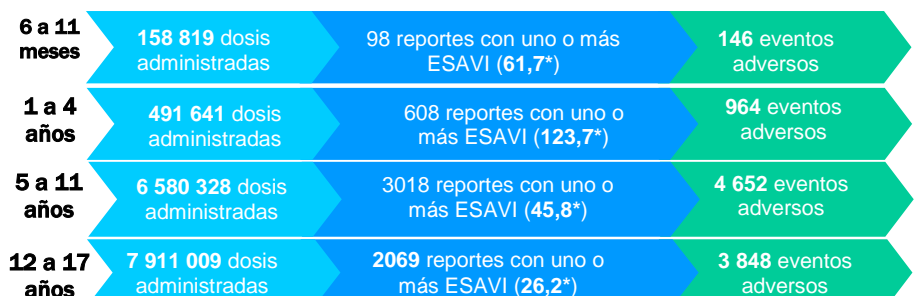 6 a 11
meses
158 819 dosis
administradas
98 reportes con uno o más
ESAVI (61,7*)
146 eventos
adversos
1 a 4
años
491 641 dosis
administradas
608 reportes con uno o
más ESAVI (123,7*)
964 eventos
adversos
5 a 11
años
6 580 328 dosis
administradas
3018 reportes con uno o
más ESAVI (45,8*)
4 652 eventos
adversos
12 a 17
años
7 911 009 dosis
administradas
2069 reportes con uno o
más ESAVI (26,2*)
3 848 eventos
adversos